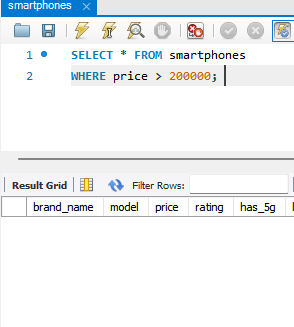 smartphones
1 SELECT * FROM smartphones
2 WHERE price > 200000;
Result Grid Filter Rows:
brand_name model price rating has_5g